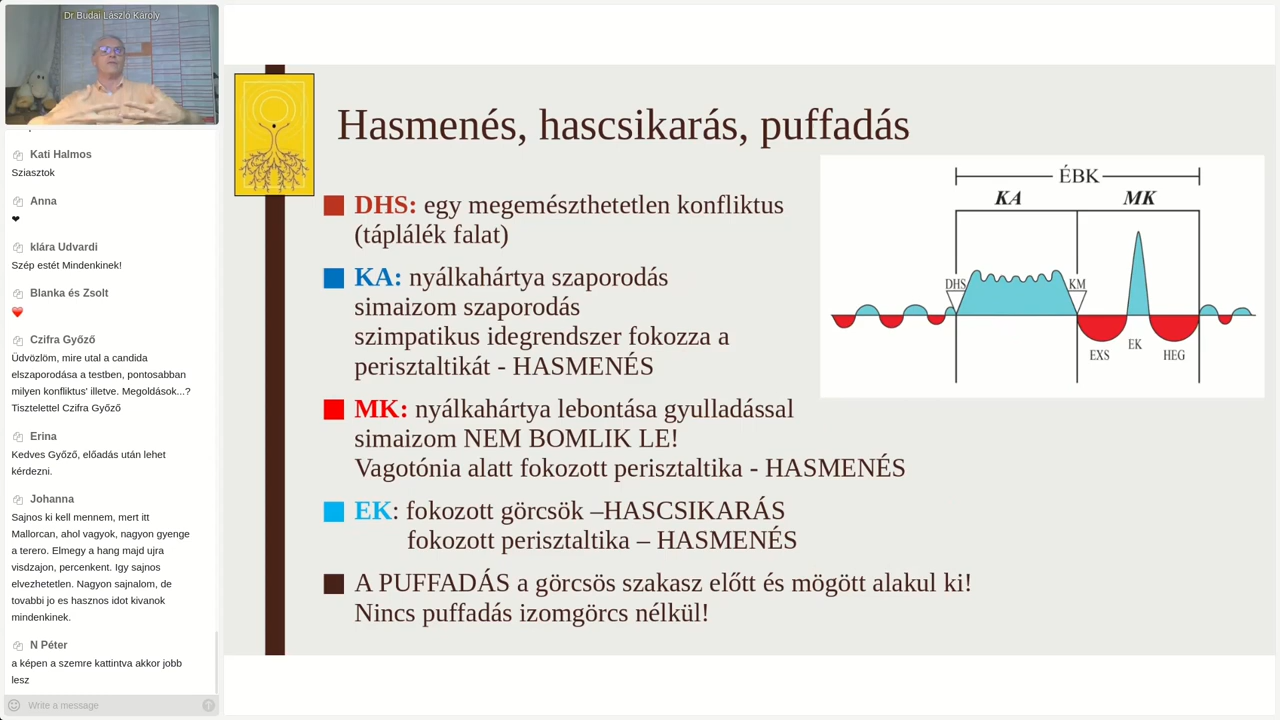 Dr Budai László Károly
Kati Halmos
Sziasztok
Anna
❤
klára Udvardi
Szép estét Mindenkinek!
Blanka és Zsolt
❤️
Czifra Győző
Üdvözlöm, mire utal a candida
elszaporodása a testben, pontosabban
milyen konfliktus' illetve. Megoldások...?
Tisztelettel Czifra Győző
Erina
Kedves Győző, előadás után lehet
kérdezni.
Johanna
Sajnos ki kell mennem, mert itt
Mallorcan, ahol vagyok, nagyon gyenge
a terero. Elmegy a hang majd ujra
visdzajon, percenkent. Igy sajnos
elvezhetetlen. Nagyon sajnalom, de
tovabbi jo es hasznos idot kivanok
mindenkinek.
N Péter
a képen a szemre kattintva akkor jobb
lesz
Write a message
Hasmenés, hascsikarás, puffadás
DHS: egy megemészthetetlen konfliktus
(táplálék falat)
KA: nyálkahártya szaporodás
simaizom szaporodás
szimpatikus idegrendszer fokozza a
perisztaltikát - HASMENÉS
MK: nyálkahártya lebontása gyulladással
simaizom NEM BOMLIK LE!
Vagotónia alatt fokozott perisztaltika - HASMENÉS
EK: fokozott görcsök –HASCSIKARÁS
fokozott perisztaltika – HASMENÉS
A PUFFADÁS a görcsös szakasz előtt és mögött alakul ki!
Nincs puffadás izomgörcs nélkül!
ÉBK
KA MK
DHS KM
EXS EK HEG